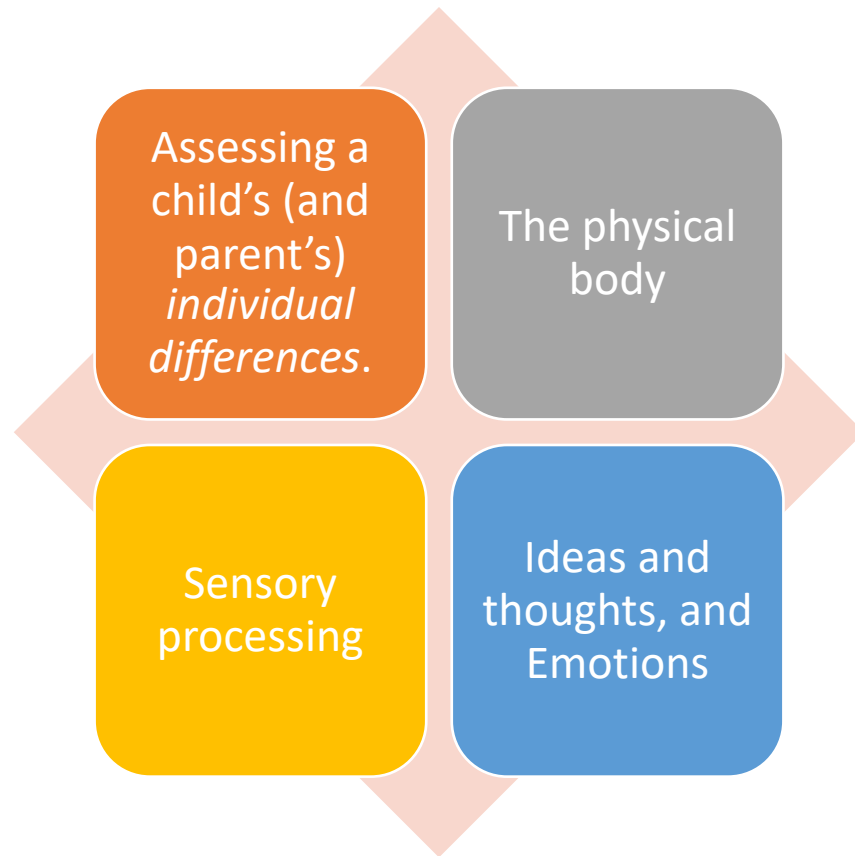 Assessing a
child’s (and
parent’s)
individual
differences.
The physical
body
Sensory
processing
Ideas and
thoughts, and
Emotions